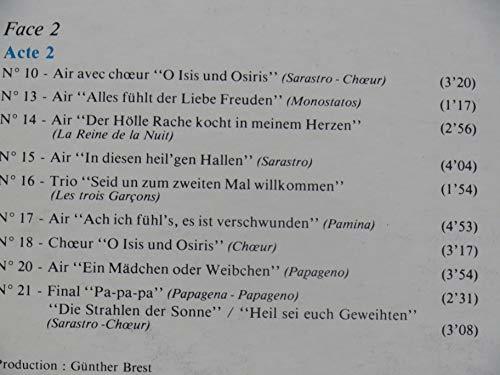 Face 2
Acte 2
N° 10 - Air avec chœur "O Isis und Osiris" (Sarastro - Chœur) (3'20)
N° 13 - Air "Alles fühlt der Liebe Freuden" (Monostatos) (1'17)
N° 14 - Air "Der Hölle Rache kocht in meinem Herzen" (2'56)
(La Reine de la Nuit)
N° 15 - Air "In diesen heil'gen Hallen" (Sarastro) (4'04)
N° 16 - Trio "Seid un zum zweiten Mal willkommen" (1'54)
(Les trois Garçons)
N° 17 - Air "Ach ich fühl's, es ist verschwunden" (Pamina) (4'53)
N° 18 - Chœur "O Isis und Osiris" (Chœur) (3'17)
N° 20 - Air "Ein Mädchen oder Weibchen" (Papageno) (3'54)
N° 21 - Final "Pa-pa-pa" (Papagena - Papageno) (2'31)
"Die Strahlen der Sonne" / "Heil sei euch Geweihten"
(Sarastro -Chœur) (3'08)
Production : Günther Brest